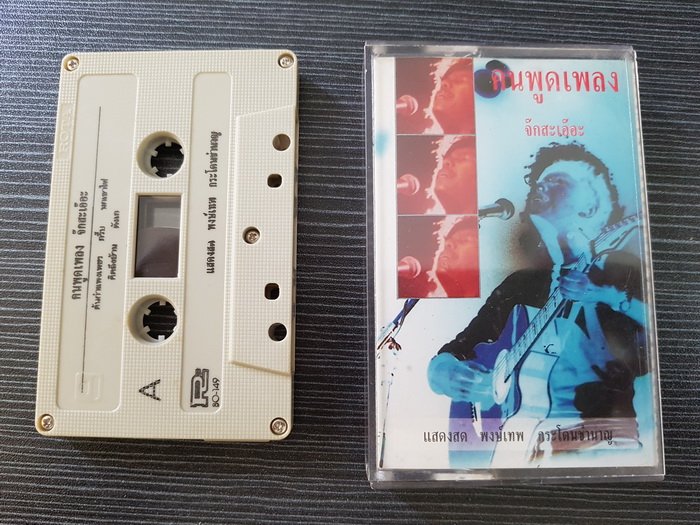 คนพูดเพลง จั๊กสะเอ้อะ
A
แสดงสด พงษ์เทพ กระโดนชำนาญ
BO-149
คนพูดเพลง
จั๊กสะเอ้อะ
แสดงสด พงษ์เทพ กระโดนชำนาญ